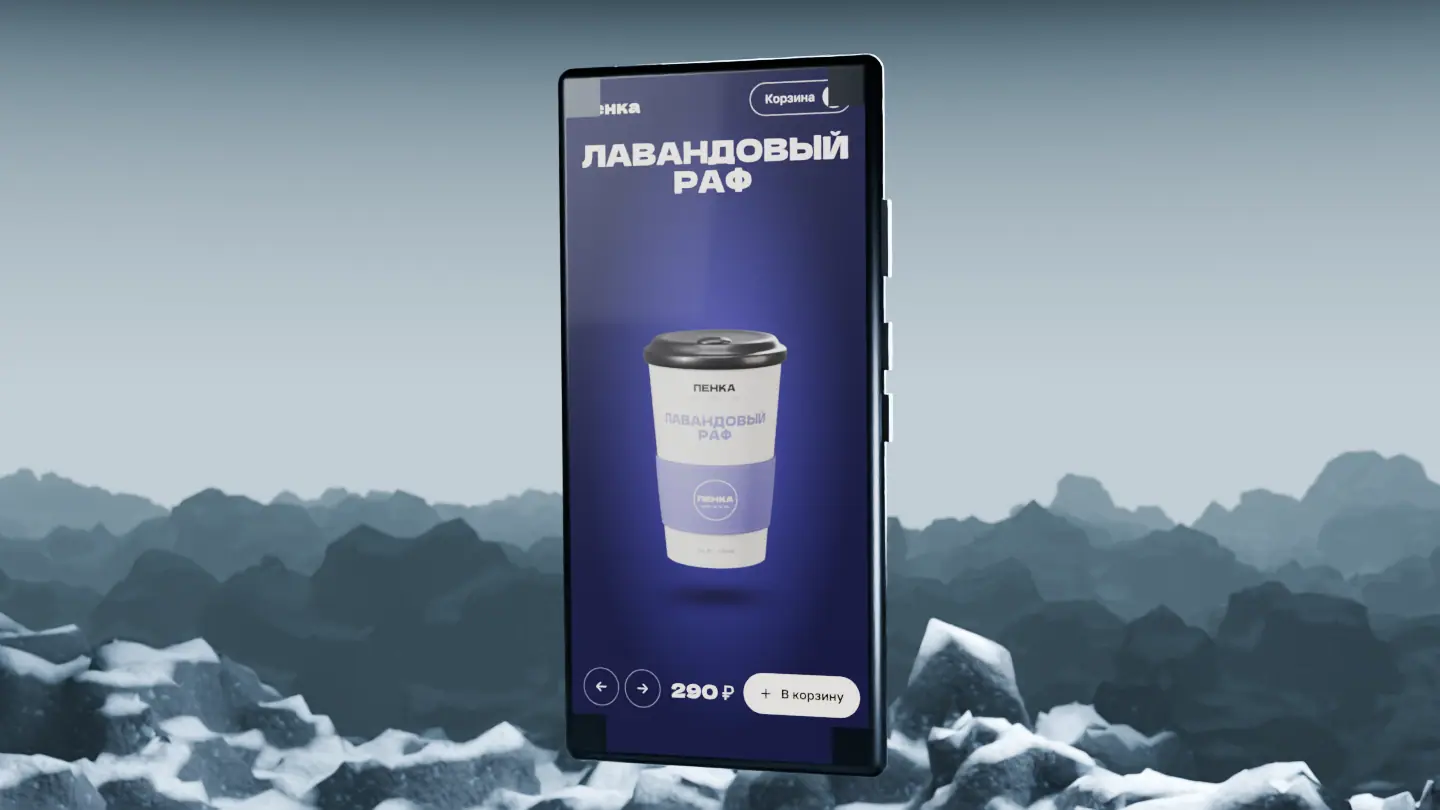 енка
Корзина
ЛАВАНДОВЫЙ
РАФ
ПЕНКА
ЛАВАНДОВЫЙ
РАФ
ПЕНКА
290 ₽
+ В корзину